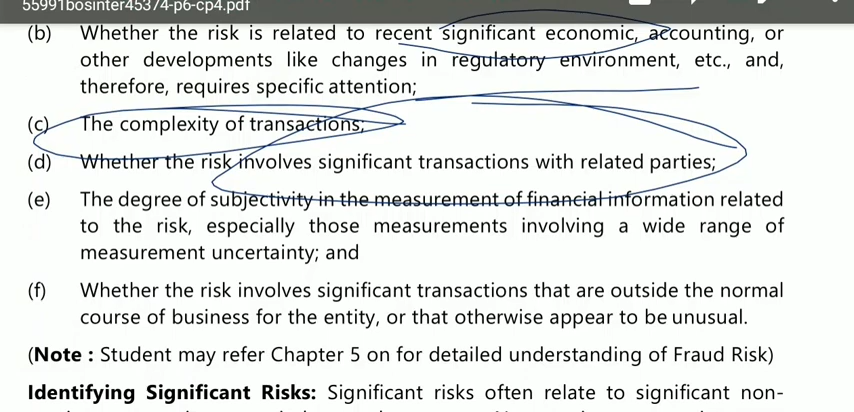 55991bosinter45374-p6-cp4.pdf
(b) Whether the risk is related to recent significant economic, accounting, or
other developments like changes in regulatory environment, etc., and,
therefore, requires specific attention;
(c) The complexity of transactions;
(d) Whether the risk involves significant transactions with related parties;
(e) The degree of subjectivity in the measurement of financial information related
to the risk, especially those measurements involving a wide range of
measurement uncertainty; and
(f) Whether the risk involves significant transactions that are outside the normal
course of business for the entity, or that otherwise appear to be unusual.
(Note : Student may refer Chapter 5 on for detailed understanding of Fraud Risk)
Identifying Significant Risks: Significant risks often relate to significant non-